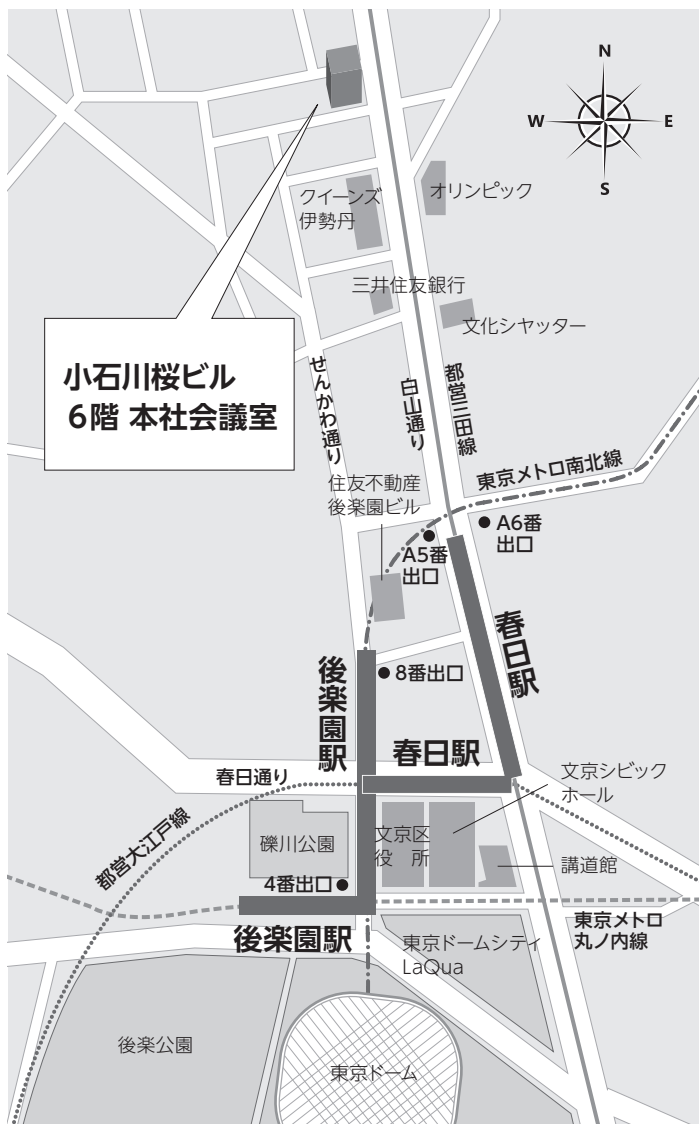 N
W
E
S
クイーンズ
伊勢丹
オリンピック
三井住友銀行
文化シヤッター
小石川桜ビル
6階 本社会議室
せんかわ通り
白山通り
都営三田線
東京メトロ南北線
住友不動産
後楽園ビル
A6番
出口
A5番
出口
春日駅
後楽園駅
8番出口
春日駅
春日通り
文京シビック
ホール
都営大江戸線
礫川公園
文京区
役 所
講道館
4番出口
後楽園駅
東京ドームシティ
LaQua
東京メトロ
丸ノ内線
後楽公園
東京ドーム